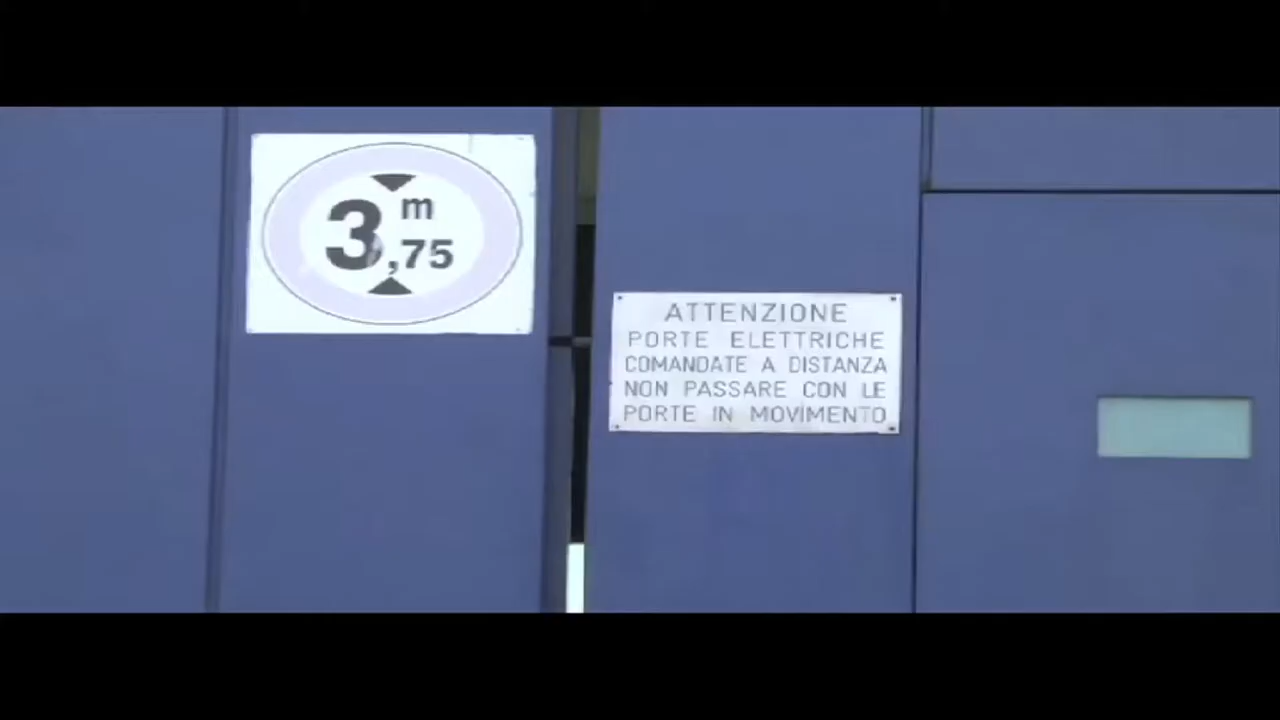 3 m
,75
ATTENZIONE
PORTE ELETTRICHE
COMANDATE A DISTANZA
NON PASSARE CON LE
PORTE IN MOVIMENTO